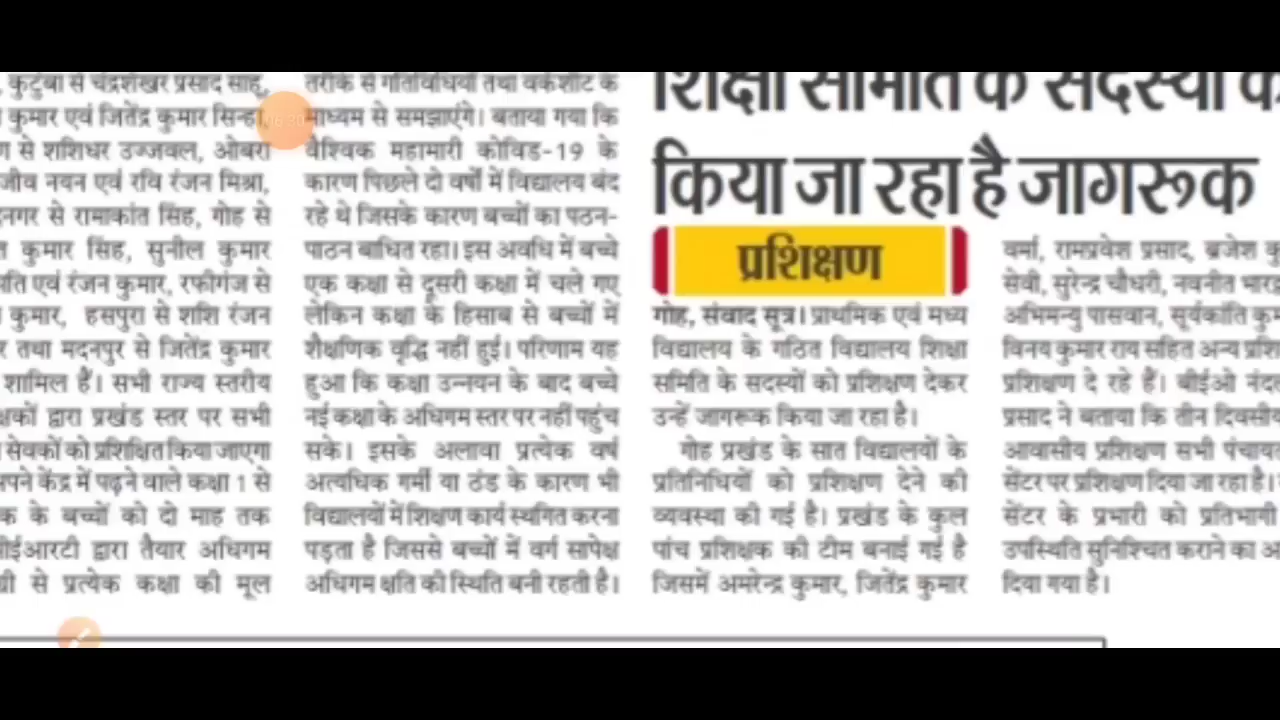 कुटुंबा से चंद्रशेखर प्रसाद साहू,
कुमार एवं जितेंद्र कुमार सिन्हा,
से शशिधर उज्जवल, ओबरा
जीव नयन एवं रवि रंजन मिश्रा,
नगर से रामाकांत सिंह, गोह से
कुमार सिंह, सुनील कुमार
पति एवं रंजन कुमार, रफीगंज से
कुमार, हसपुरा से शशि रंजन
र तथा मदनपुर से जितेंद्र कुमार
शामिल हैं। सभी राज्य स्तरीय
क्षकों द्वारा प्रखंड स्तर पर सभी
सेवकों को प्रशिक्षित किया जाएगा
पने केंद्र में पढ़ने वाले कक्षा 1 से
क के बच्चों को दो माह तक
ीईआरटी द्वारा तैयार अधिगम
ग्री से प्रत्येक कक्षा की मूल
तरीके से गतिविधियों तथा वर्कशीट के
माध्यम से समझाएंगे। बताया गया कि
वैश्विक महामारी कोविड-19 के
कारण पिछले दो वर्षों में विद्यालय बंद
रहे थे जिसके कारण बच्चों का पठन-
पाठन बाधित रहा। इस अवधि में बच्चे
एक कक्षा से दूसरी कक्षा में चले गए
लेकिन कक्षा के हिसाब से बच्चों में
शैक्षणिक वृद्धि नहीं हुई। परिणाम यह
हुआ कि कक्षा उन्नयन के बाद बच्चे
नई कक्षा के अधिगम स्तर पर नहीं पहुंच
सके। इसके अलावा प्रत्येक वर्ष
अत्यधिक गर्मी या ठंड के कारण भी
विद्यालयों में शिक्षण कार्य स्थगित करना
पड़ता है जिससे बच्चों में वर्ग सापेक्ष
अधिगम क्षति की स्थिति बनी रहती है।
शिक्षा समिति के सदस्यों क
किया जा रहा है जागरूक
प्रशिक्षण
गोह, संवाद सूत्र। प्राथमिक एवं मध्य
विद्यालय के गठित विद्यालय शिक्षा
समिति के सदस्यों को प्रशिक्षण देकर
उन्हें जागरूक किया जा रहा है।
गोह प्रखंड के सात विद्यालयों के
प्रतिनिधियों को प्रशिक्षण देने की
व्यवस्था की गई है। प्रखंड के कुल
पांच प्रशिक्षक की टीम बनाई गई है
जिसमें अमरेन्द्र कुमार, जितेंद्र कुमार
वर्मा, रामप्रवेश प्रसाद, ब्रजेश कु
सेवी, सुरेन्द्र चौधरी, नवनीत भारद्
अभिमन्यु पासवान, सूर्यकांति कुम
विनय कुमार राय सहित अन्य प्रशि
प्रशिक्षण दे रहे हैं। बीईओ नंद
प्रसाद ने बताया कि तीन दिवसीय
आवासीय प्रशिक्षण सभी पंचायत
सेंटर पर प्रशिक्षण दिया जा रहा है।
सेंटर के प्रभारी को प्रतिभागी
उपस्थिति सुनिश्चित कराने का
दिया गया है।